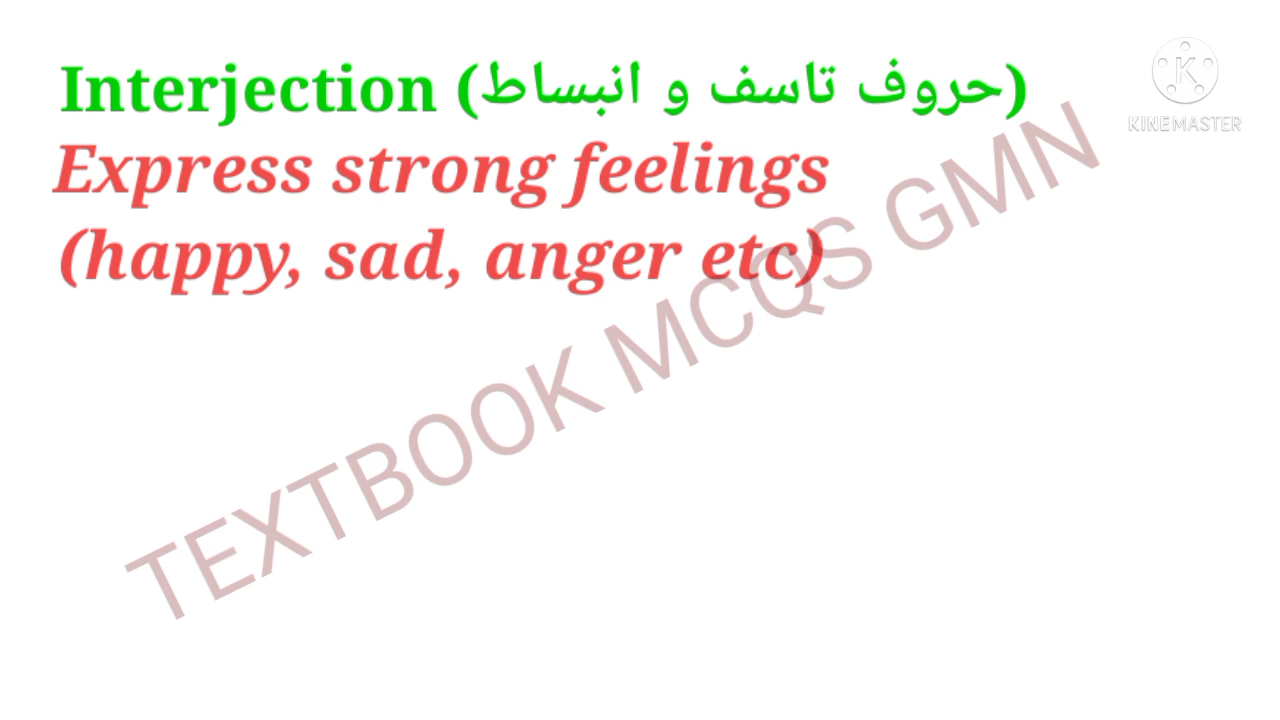 Interjection (حروف تاسف و انبساط)
Express strong feelings
(happy, sad, anger etc)
TEXTBOOK MCQS GMN
K
KINEMASTER